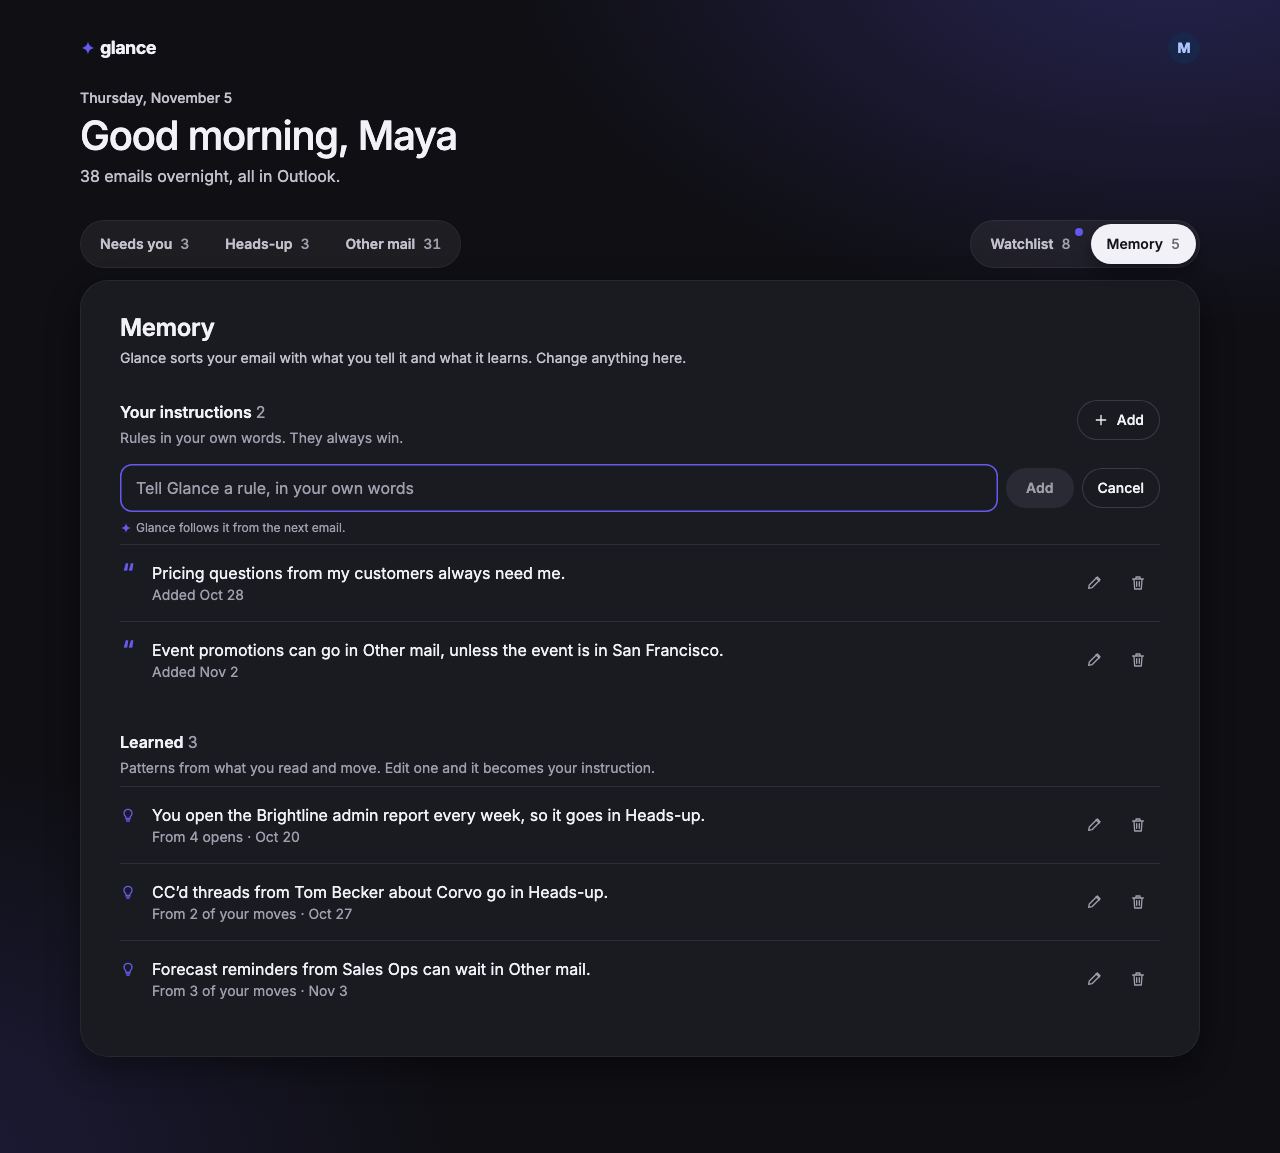 glance
M
Thursday, November 5
Good morning, Maya
38 emails overnight, all in Outlook.
Needs you 3 Heads-up 3 Other mail 31
Watchlist 8 Memory 5
Memory
Glance sorts your email with what you tell it and what it learns. Change anything here.
Your instructions 2
Rules in your own words. They always win.
+ Add
Tell Glance a rule, in your own words
Add Cancel
Glance follows it from the next email.
" Pricing questions from my customers always need me.
Added Oct 28
" Event promotions can go in Other mail, unless the event is in San Francisco.
Added Nov 2
Learned 3
Patterns from what you read and move. Edit one and it becomes your instruction.
You open the Brightline admin report every week, so it goes in Heads-up.
From 4 opens · Oct 20
CC’d threads from Tom Becker about Corvo go in Heads-up.
From 2 of your moves · Oct 27
Forecast reminders from Sales Ops can wait in Other mail.
From 3 of your moves · Nov 3